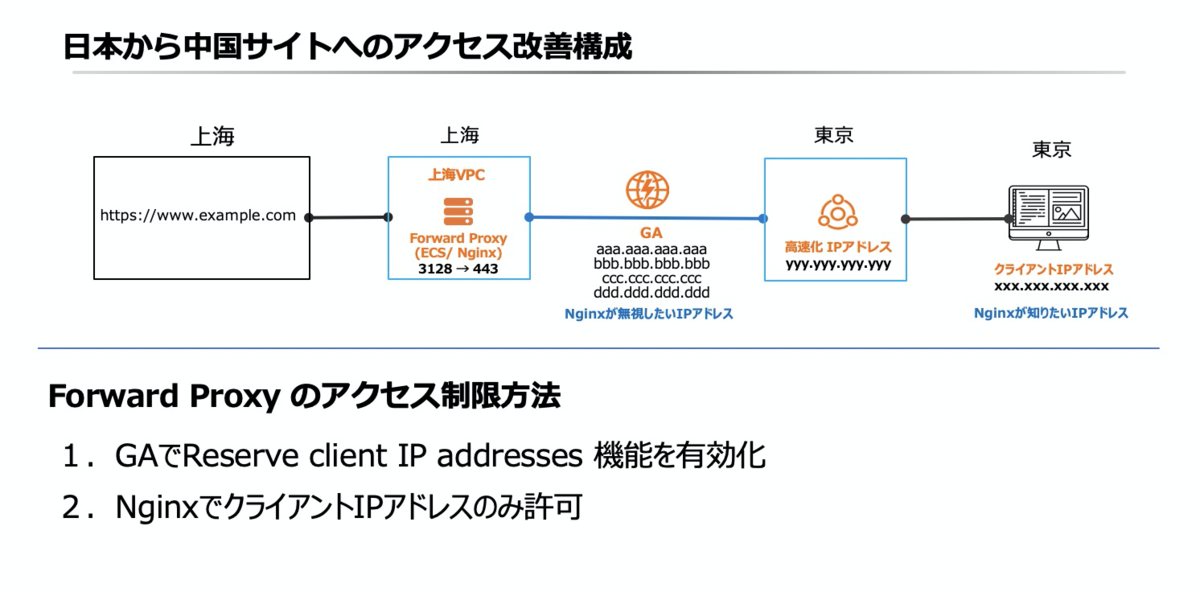 日本から中国サイトへのアクセス改善構成
上海
https://www.example.com
上海
上海VPC
Forward Proxy
(ECS/ Nginx)
3128 → 443
GA
aaa.aaa.aaa.aaa
bbb.bbb.bbb.bbb
ccc.ccc.ccc.ccc
ddd.ddd.ddd.ddd
Nginxが無視したいIPアドレス
東京
高速化 IPアドレス
yyy.yyy.yyy.yyy
東京
クライアントIPアドレス
xxx.xxx.xxx.xxx
Nginxが知りたいIPアドレス
Forward Proxy のアクセス制限方法
1. GAでReserve client IP addresses 機能を有効化
2. NginxでクライアントIPアドレスのみ許可